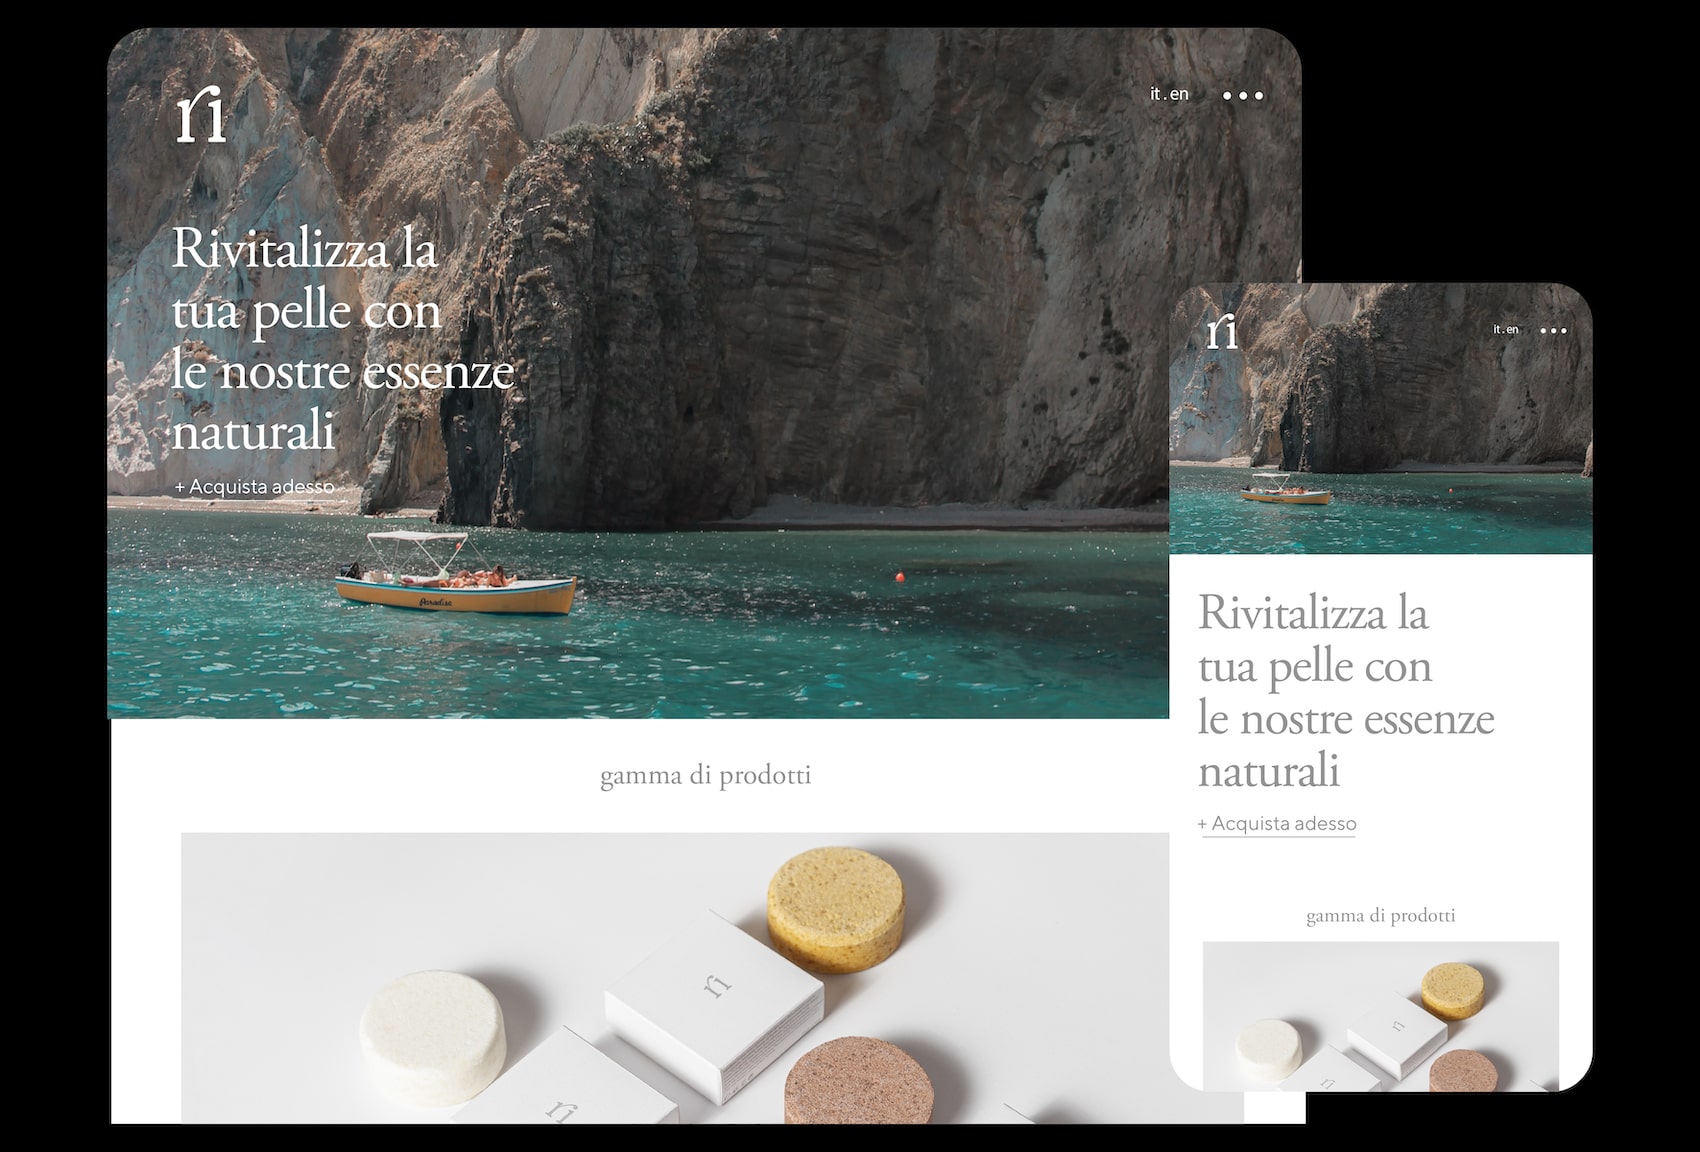 ri
it.en
Rivitalizza la
tua pelle con
le nostre essenze
naturali
+ Acquista adesso
Paradiso
gamma di prodotti
ri
ri
ri
it.en
Rivitalizza la
tua pelle con
le nostre essenze
naturali
+ Acquista adesso
gamma di prodotti
ri
ri